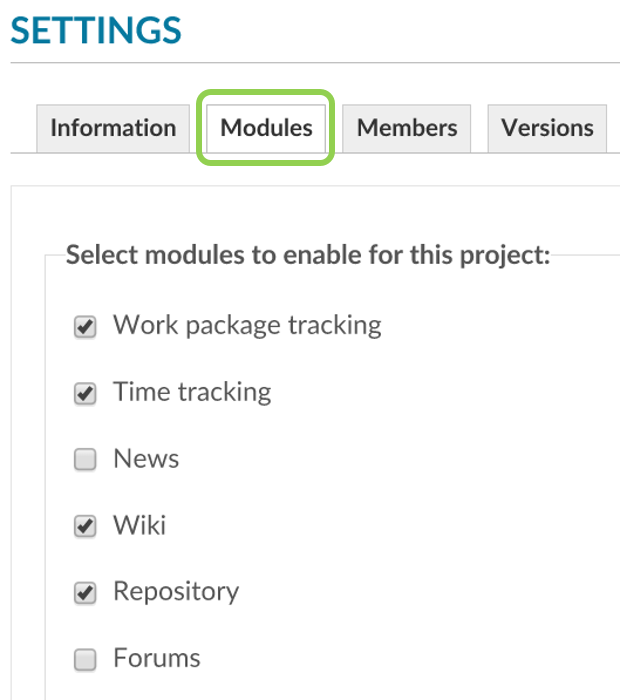 SETTINGS
Information Modules Members Versions
Select modules to enable for this project:
Work package tracking
Time tracking
News
Wiki
Repository
Forums